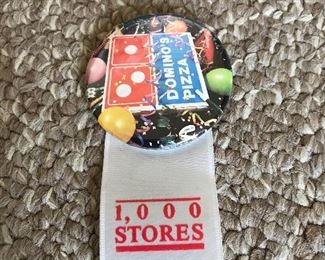 DOMINO'S
PIZZA
1,000
STORES